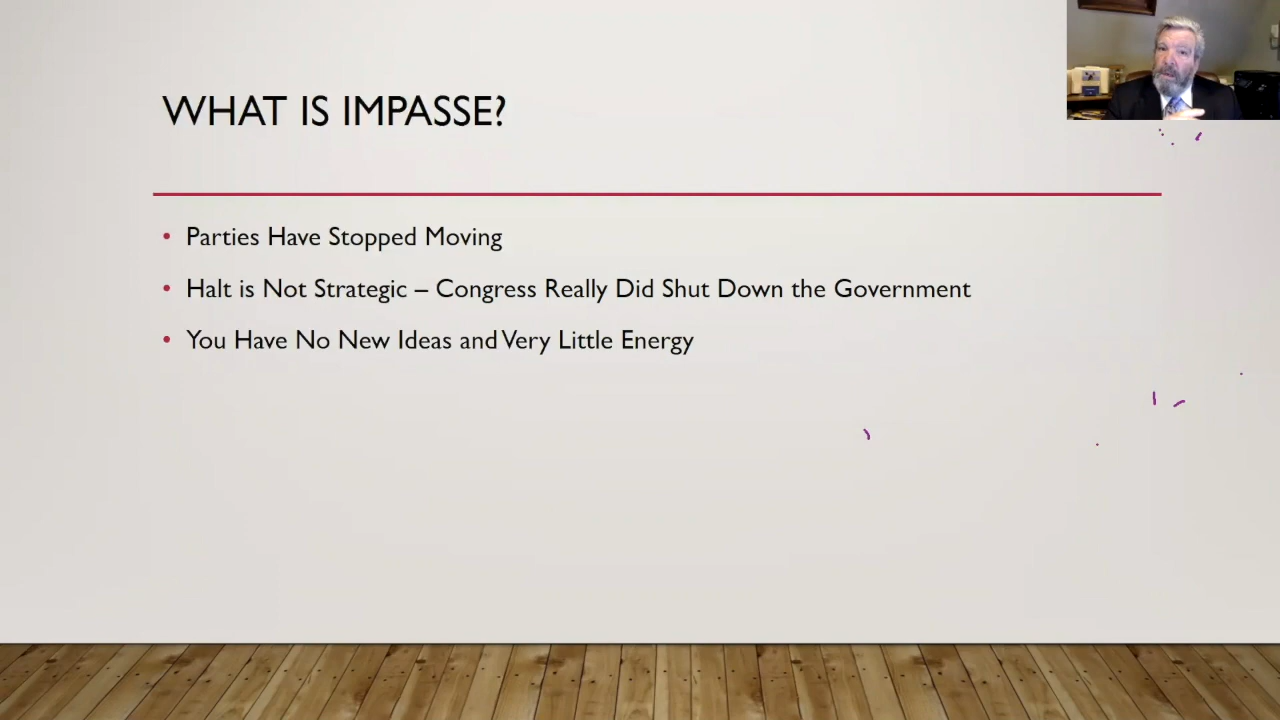 WHAT IS IMPASSE?
• Parties Have Stopped Moving
• Halt is Not Strategic – Congress Really Did Shut Down the Government
• You Have No New Ideas and Very Little Energy